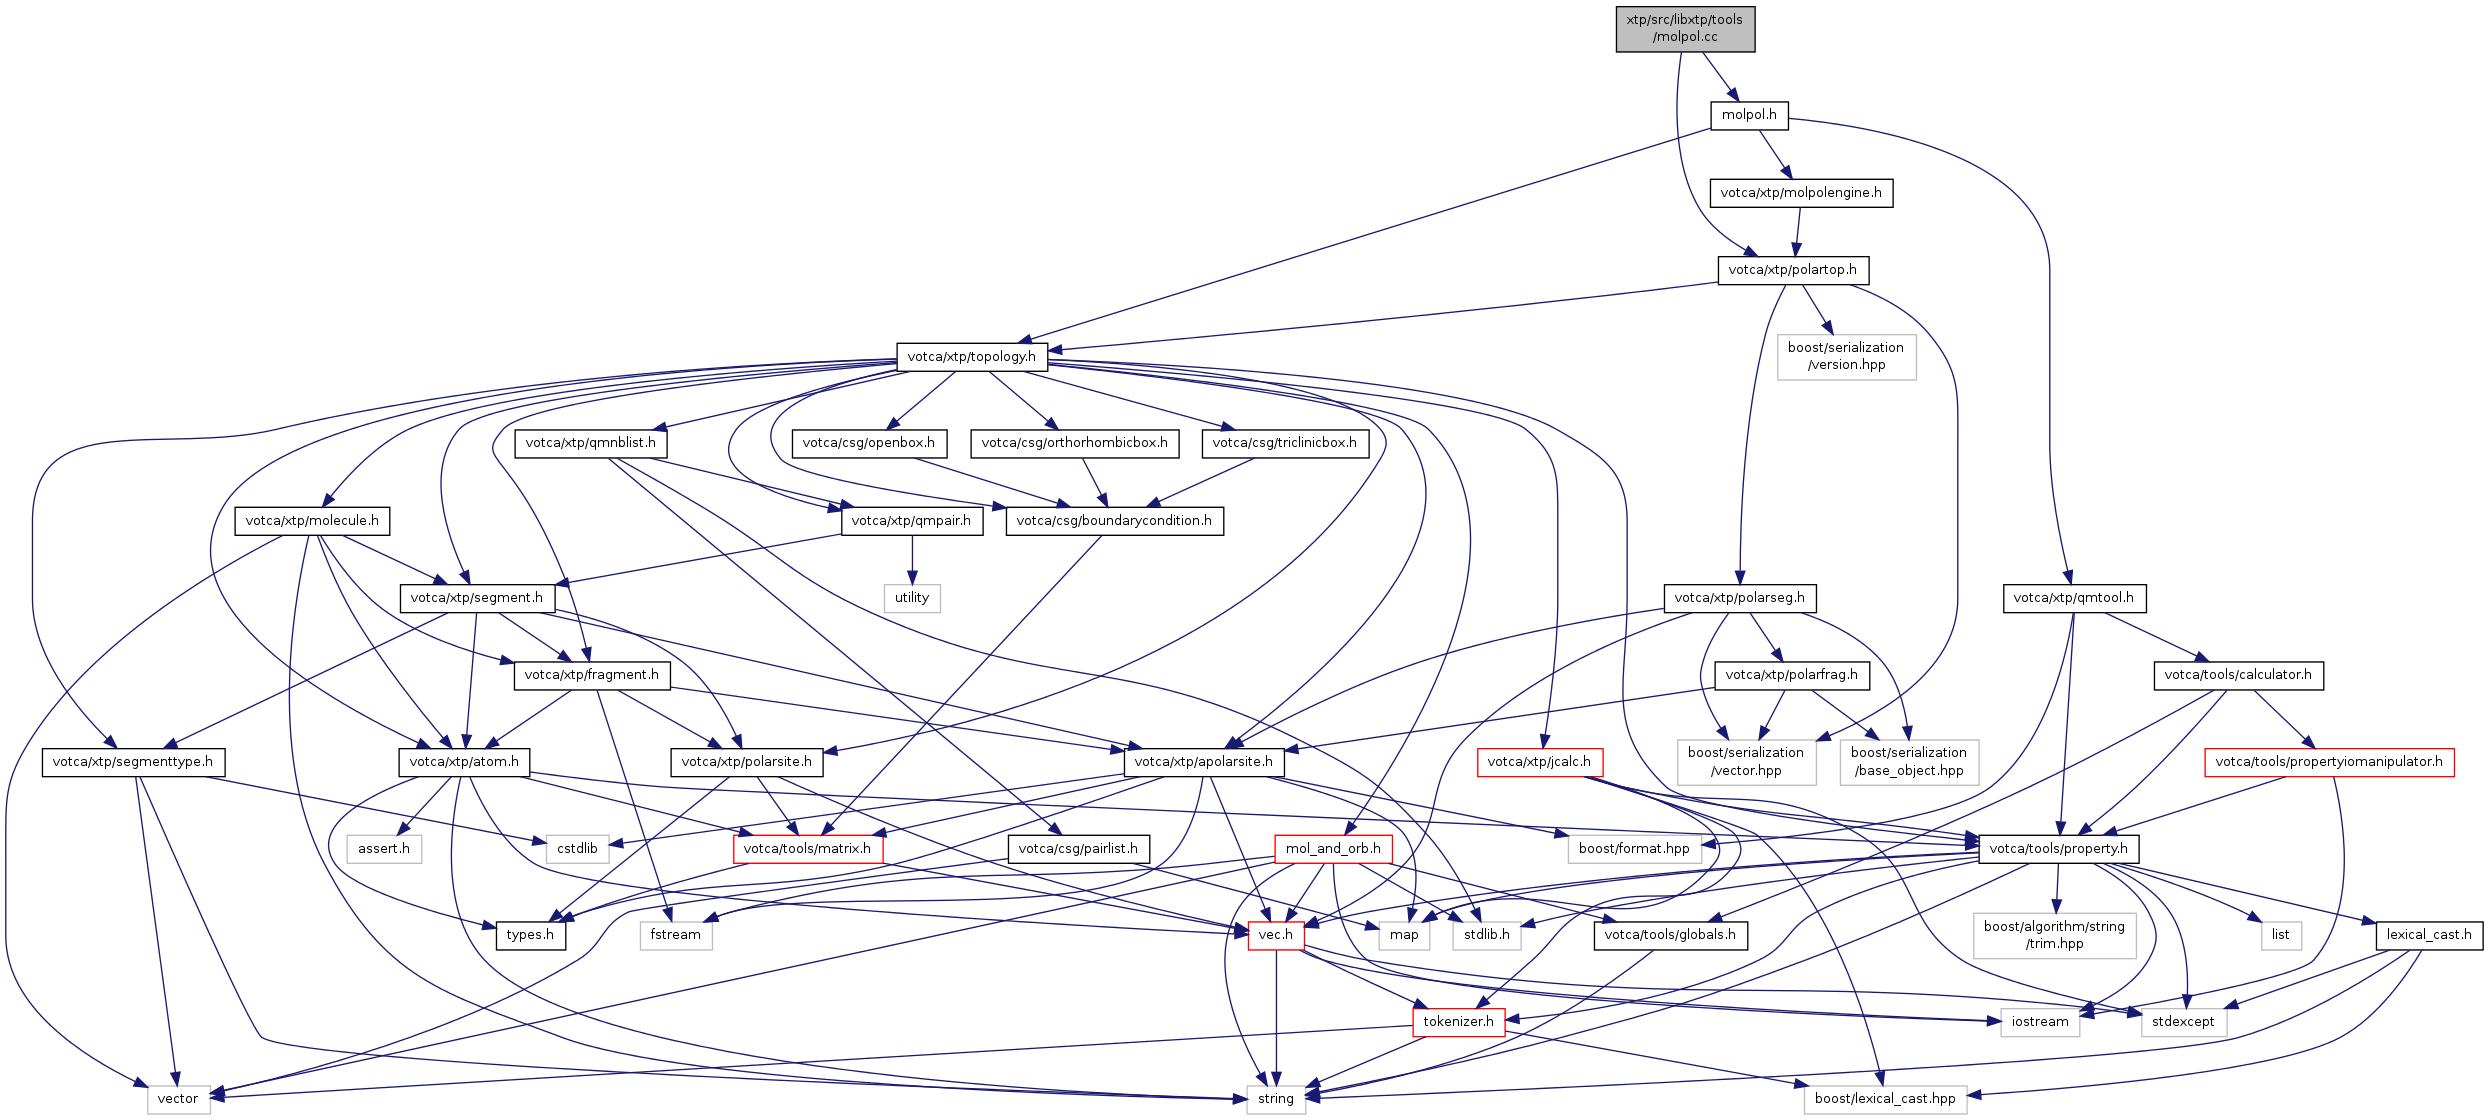 xtp/src/libxtp/tools
/molpol.cc
molpol.h
votca/xtp/molpolengine.h
votca/xtp/polartop.h
votca/xtp/topology.h
boost/serialization
/version.hpp
votca/xtp/qmnblist.h
votca/csg/openbox.h
votca/csg/orthorhombicbox.h
votca/csg/triclinicbox.h
votca/xtp/molecule.h
votca/xtp/qmpair.h
votca/csg/boundarycondition.h
votca/xtp/segment.h
utility
votca/xtp/polarseg.h
votca/xtp/qmtool.h
votca/xtp/fragment.h
votca/xtp/polarfrag.h
votca/tools/calculator.h
votca/xtp/segmenttype.h
votca/xtp/atom.h
votca/xtp/polarsite.h
votca/xtp/apolarsite.h
votca/xtp/jcalc.h
boost/serialization
/vector.hpp
boost/serialization
/base_object.hpp
votca/tools/propertyiomanipulator.h
assert.h
cstdlib
votca/tools/matrix.h
votca/csg/pairlist.h
mol_and_orb.h
boost/format.hpp
votca/tools/property.h
types.h
fstream
vec.h
map
stdlib.h
votca/tools/globals.h
boost/algorithm/string
/trim.hpp
list
lexical_cast.h
tokenizer.h
iostream
stdexcept
vector
string
boost/lexical_cast.hpp